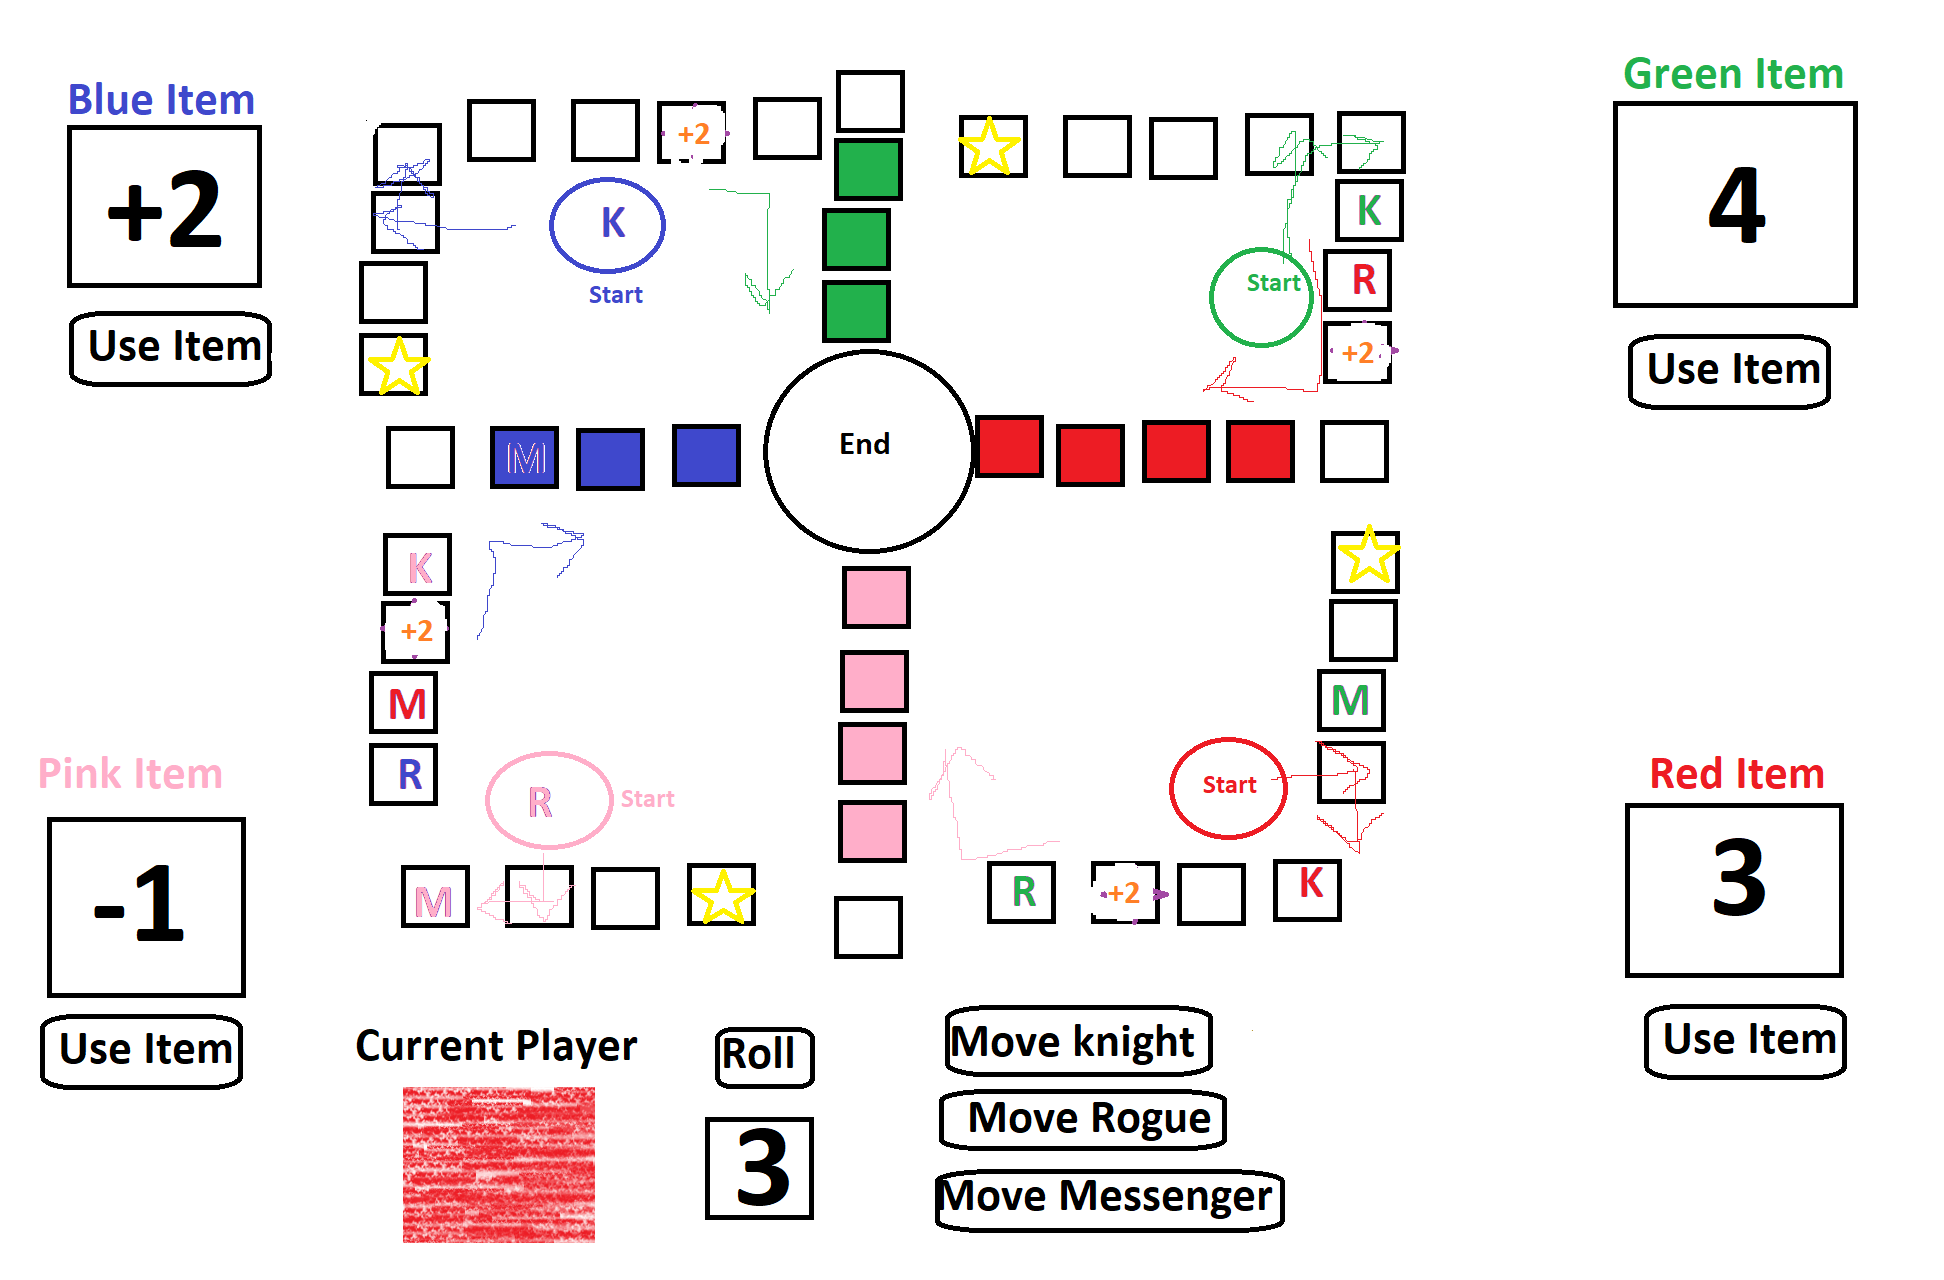 Blue Item
+2
Use Item
Green Item
4
Use Item
+2
K
Start
K
Start
R
+2
End
M
K
+2
M
M
R
Pink Item
-1
Use Item
R
Start
Start
M
R
+2
K
Red Item
3
Use Item
Current Player
Roll
3
Move knight
Move Rogue
Move Messenger